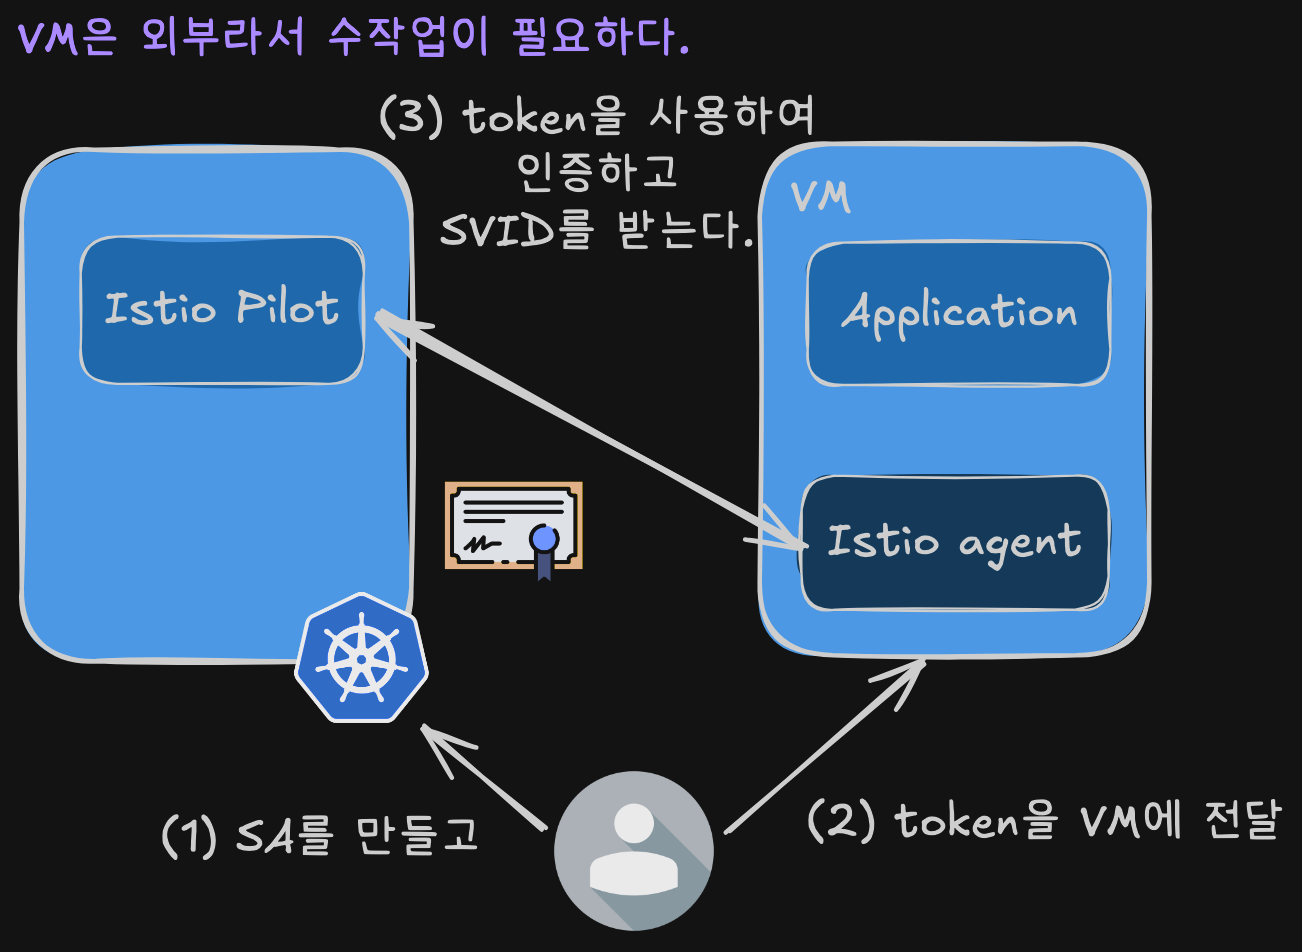 VM은 외부라서 수작업이 필요하다.
(3) token을 사용하여
인증하고
SVID를 받는다.
VM
Istio Pilot
Application
Istio agent
(1) SA를 만들고
(2) token을 VM에 전달